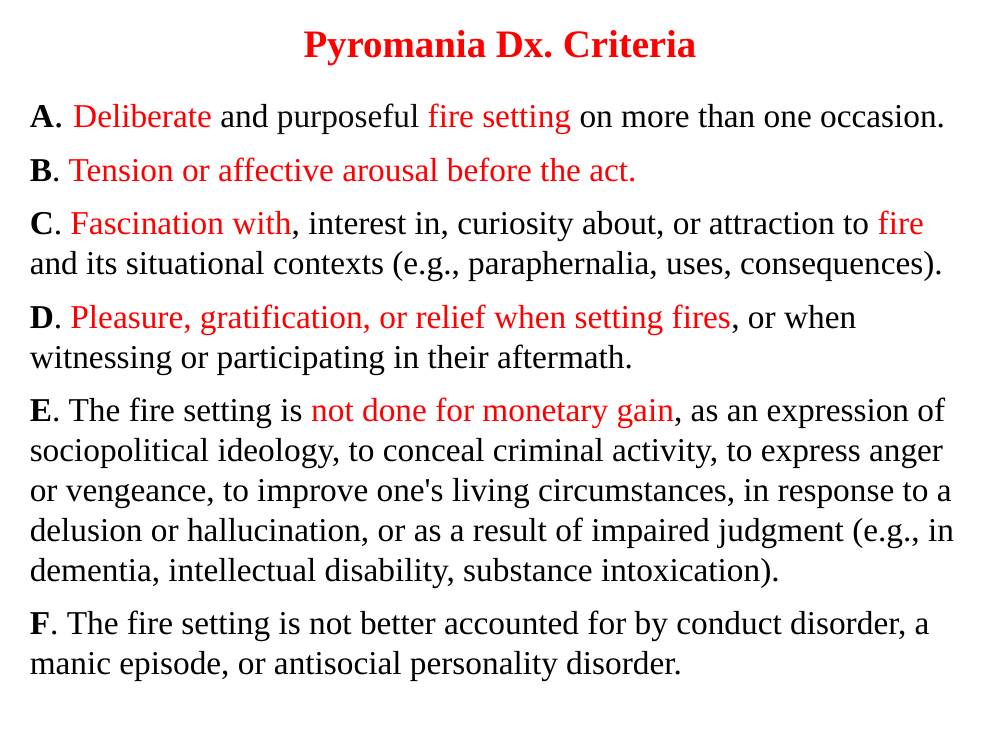 Pyromania Dx. Criteria
A. Deliberate and purposeful fire setting on more than one occasion.
B. Tension or affective arousal before the act.
C. Fascination with, interest in, curiosity about, or attraction to fire
and its situational contexts (e.g., paraphernalia, uses, consequences).
D. Pleasure, gratification, or relief when setting fires, or when
witnessing or participating in their aftermath.
E. The fire setting is not done for monetary gain, as an expression of
sociopolitical ideology, to conceal criminal activity, to express anger
or vengeance, to improve one's living circumstances, in response to a
delusion or hallucination, or as a result of impaired judgment (e.g., in
dementia, intellectual disability, substance intoxication).
F. The fire setting is not better accounted for by conduct disorder, a
manic episode, or antisocial personality disorder.